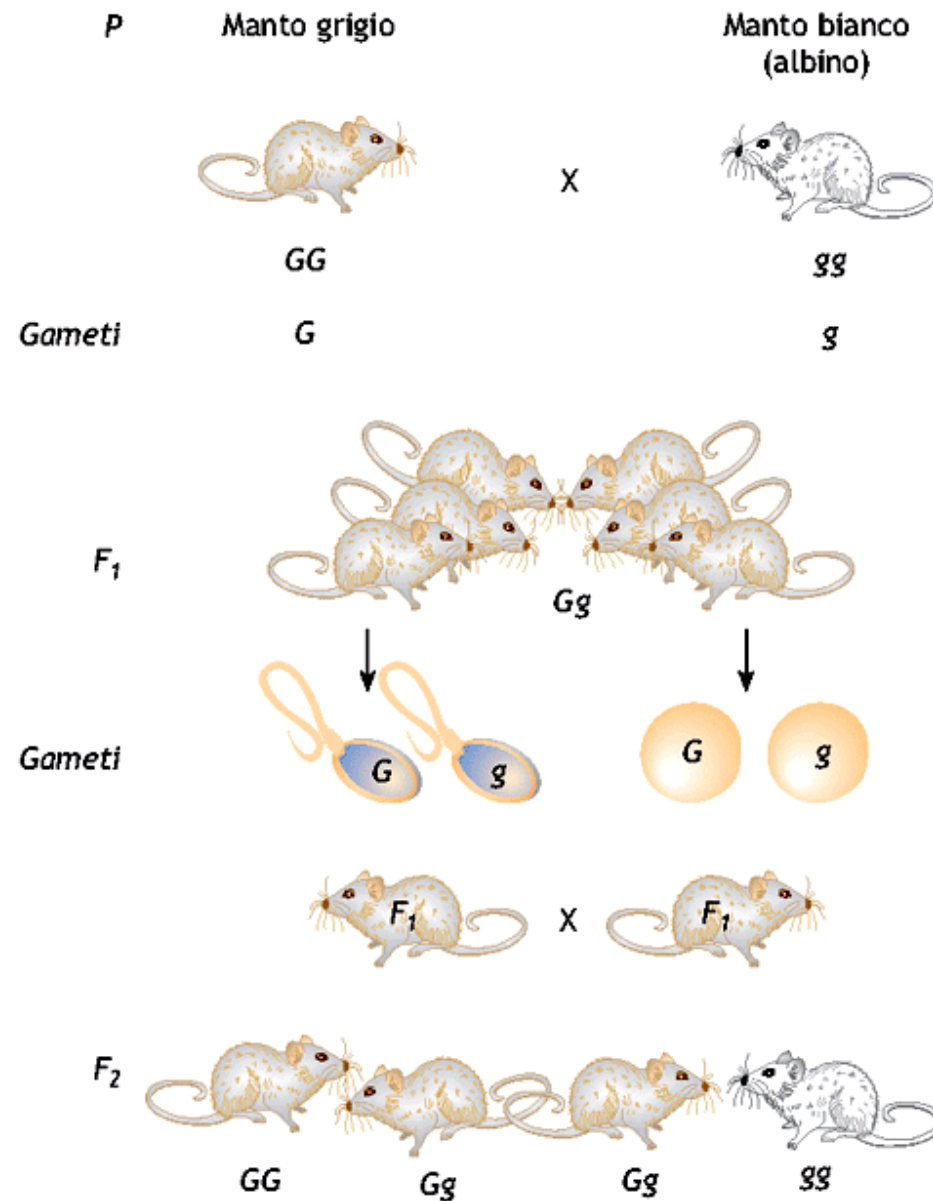 P Manto grigio Manto bianco
(albino)
X
GG gg
Gameti G g
F₁
Gg
Gameti G g G g
F₁ X F₁
F₂
GG Gg Gg gg